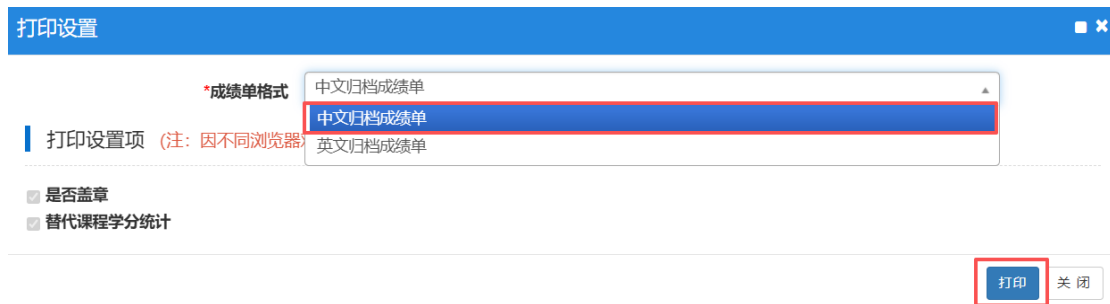 打印设置
*成绩单格式
中文归档成绩单
中文归档成绩单
英文归档成绩单
打印设置项 (注：因不同浏览器
是否盖章
替代课程学分统计
打印 关 闭